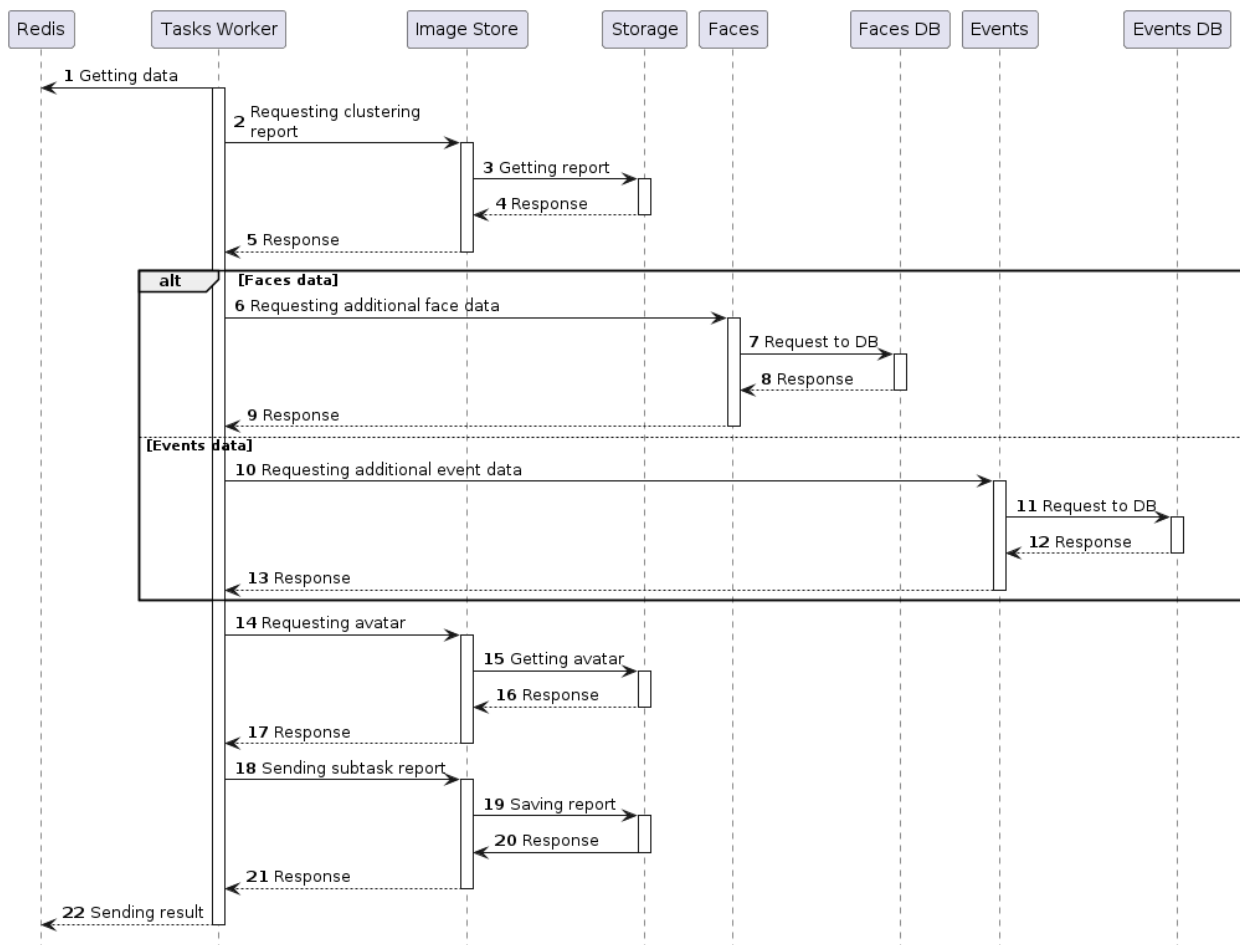 Redis Tasks Worker Image Store Storage Faces Faces DB Events Events DB
1 Getting data
2 Requesting clustering
report
3 Getting report
4 Response
5 Response
alt [Faces data]
6 Requesting additional face data
7 Request to DB
8 Response
9 Response
[Events data]
10 Requesting additional event data
11 Request to DB
12 Response
13 Response
14 Requesting avatar
15 Getting avatar
16 Response
17 Response
18 Sending subtask report
19 Saving report
20 Response
21 Response
22 Sending result